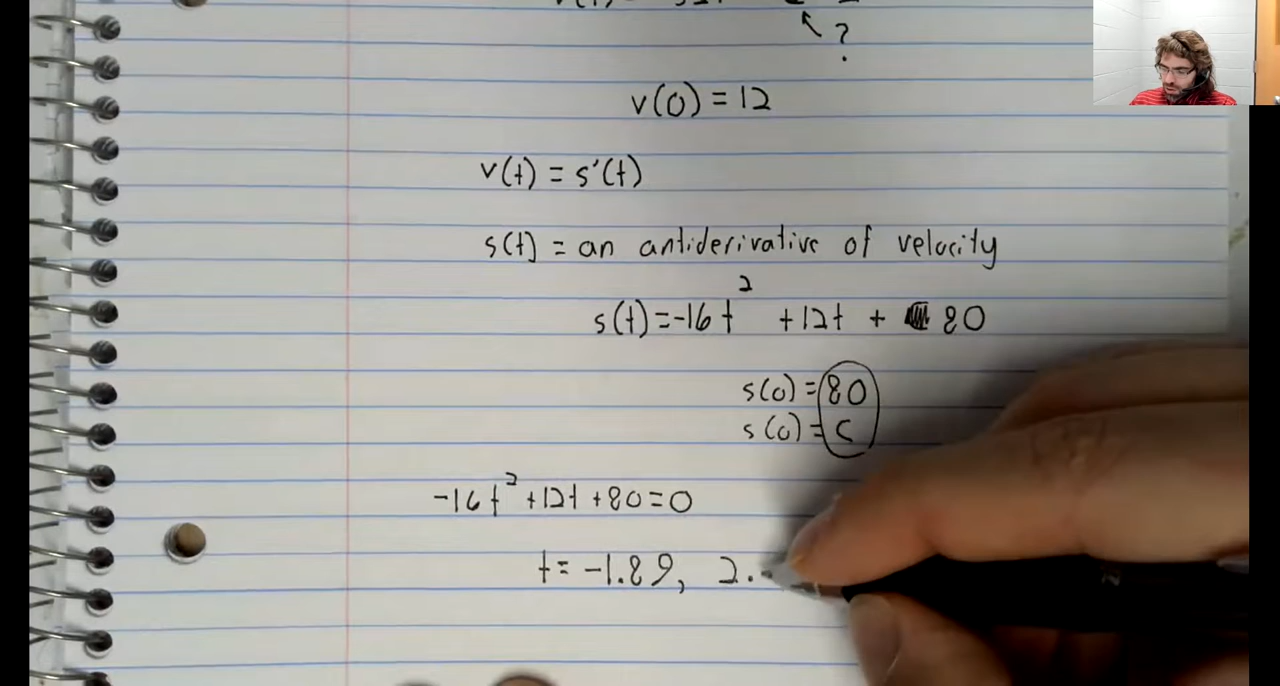 ?
v(0) = 12
v(t) = s'(t)
s(t) = an antiderivative of velocity
s(t) = -16t² + 12t + 80
s(0) = 80
s(0) = C
-16t² + 12t + 80 = 0
t = -1.89, 2.